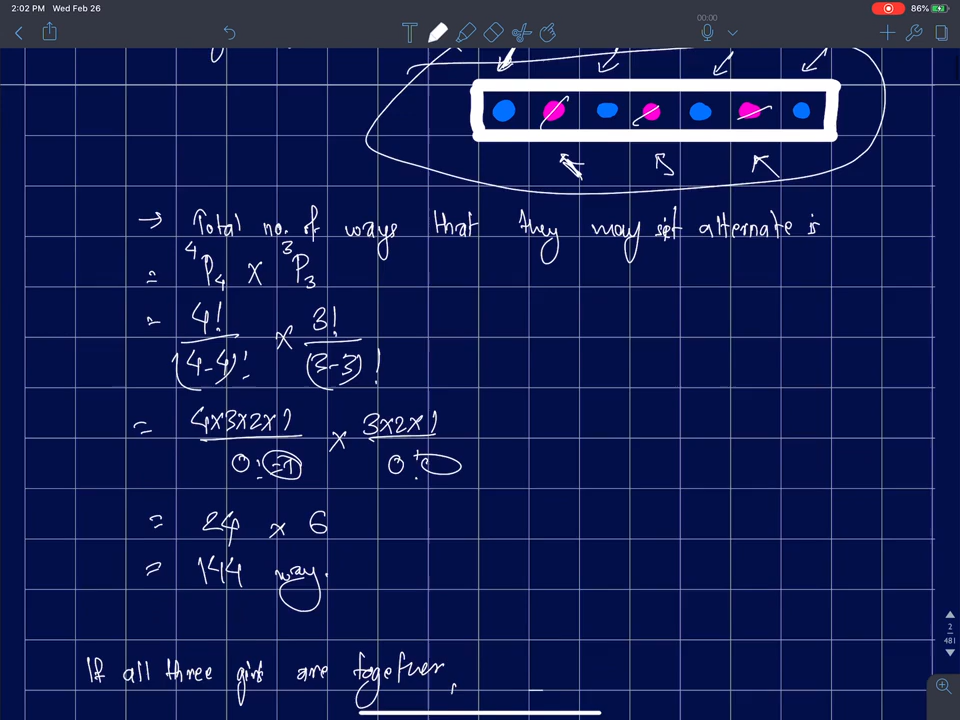 2:02 PM Wed Feb 26
86%
00:00
T
→ Total no. of ways that they may sit alternate is
= ⁴P₄ × ³P₃
= 4!/(4-4)! × 3!/(3-3)!
= 4×3×2×1/0!=1 × 3×2×1/0!
= 24 × 6
= 144 way.
If all three girls are together,
2
481